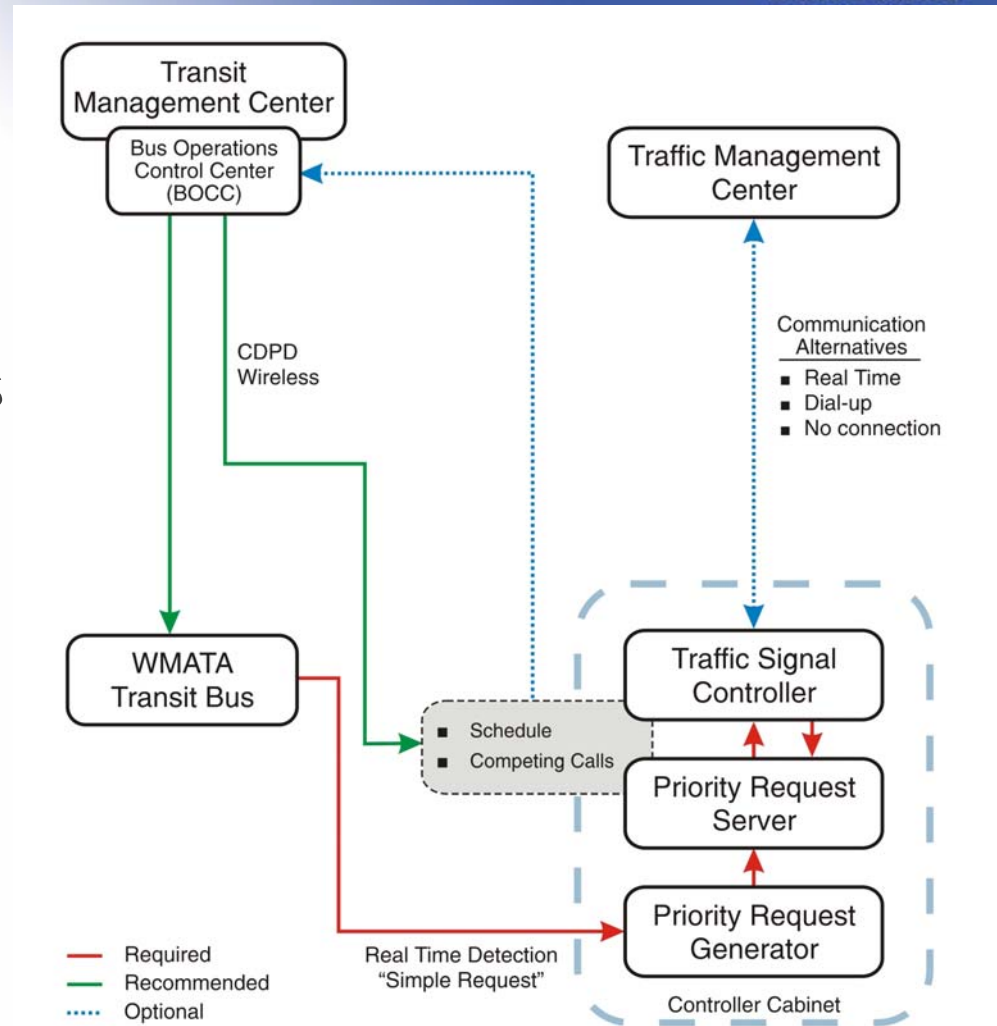 Transit
Management Center
Bus Operations
Control Center
(BOCC)
Traffic Management
Center
CDPD
Wireless
Communication
Alternatives
■ Real Time
■ Dial-up
■ No connection
WMATA
Transit Bus
Traffic Signal
Controller
■ Schedule
■ Competing Calls
Priority Request
Server
Priority Request
Generator
Real Time Detection
“Simple Request”
Controller Cabinet
Required
Recommended
Optional